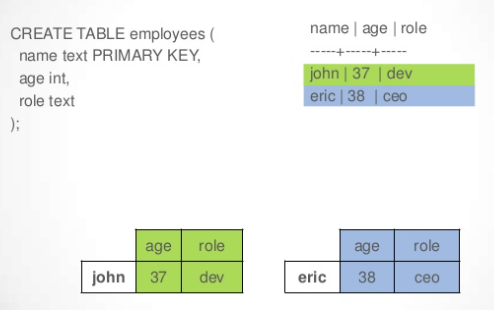 CREATE TABLE employees (
name text PRIMARY KEY,
age int,
role text
);
name | age | role
-----+-----+-----
john | 37 | dev
eric | 38 | ceo
age role
john 37 dev
age role
eric 38 ceo